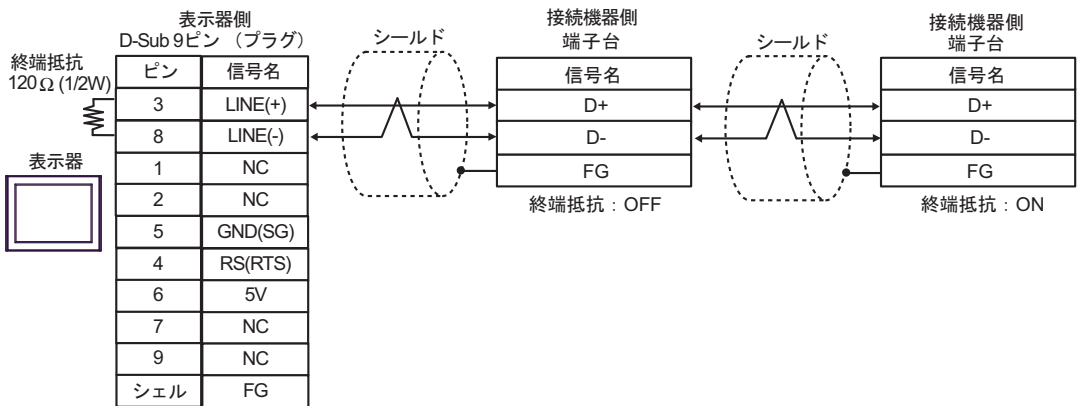 表示器側
D-Sub 9ピン （プラグ）
終端抵抗
120Ω (1/2W)
表示器
ピン 信号名
3 LINE(+)
8 LINE(-)
1 NC
2 NC
5 GND(SG)
4 RS(RTS)
6 5V
7 NC
9 NC
シェル FG
シールド
接続機器側
端子台
信号名
D+
D-
FG
終端抵抗：OFF
シールド
接続機器側
端子台
信号名
D+
D-
FG
終端抵抗：ON